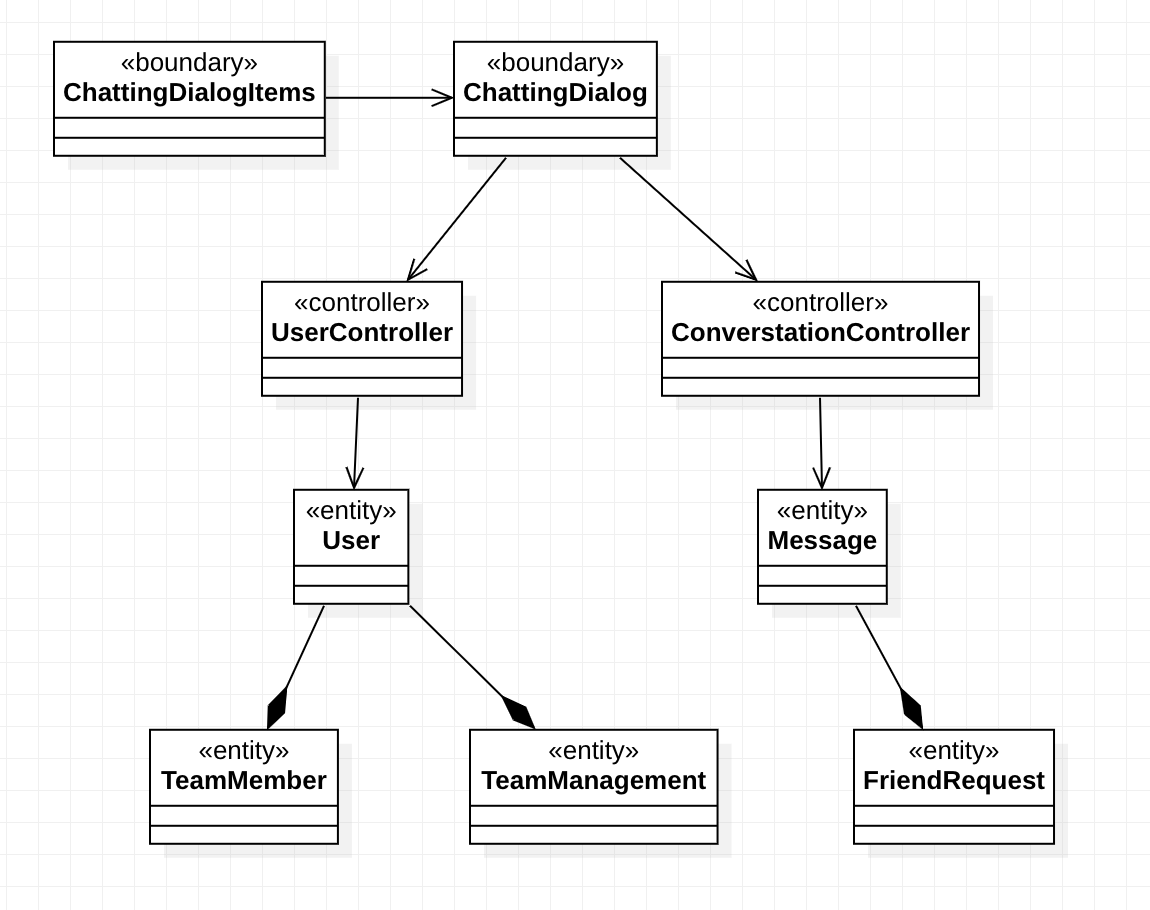 «boundary»
ChattingDialogItems
«boundary»
ChattingDialog
«controller»
UserController
«controller»
ConverstationController
«entity»
User
«entity»
Message
«entity»
TeamMember
«entity»
TeamManagement
«entity»
FriendRequest